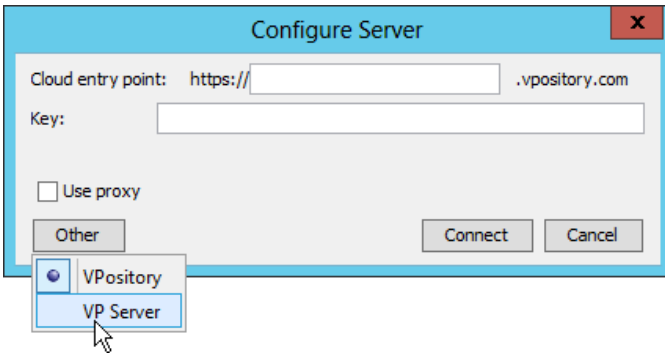 Configure Server
x
Cloud entry point: https:// .vpository.com
Key:
Use proxy
Other Connect Cancel
VPository
VP Server